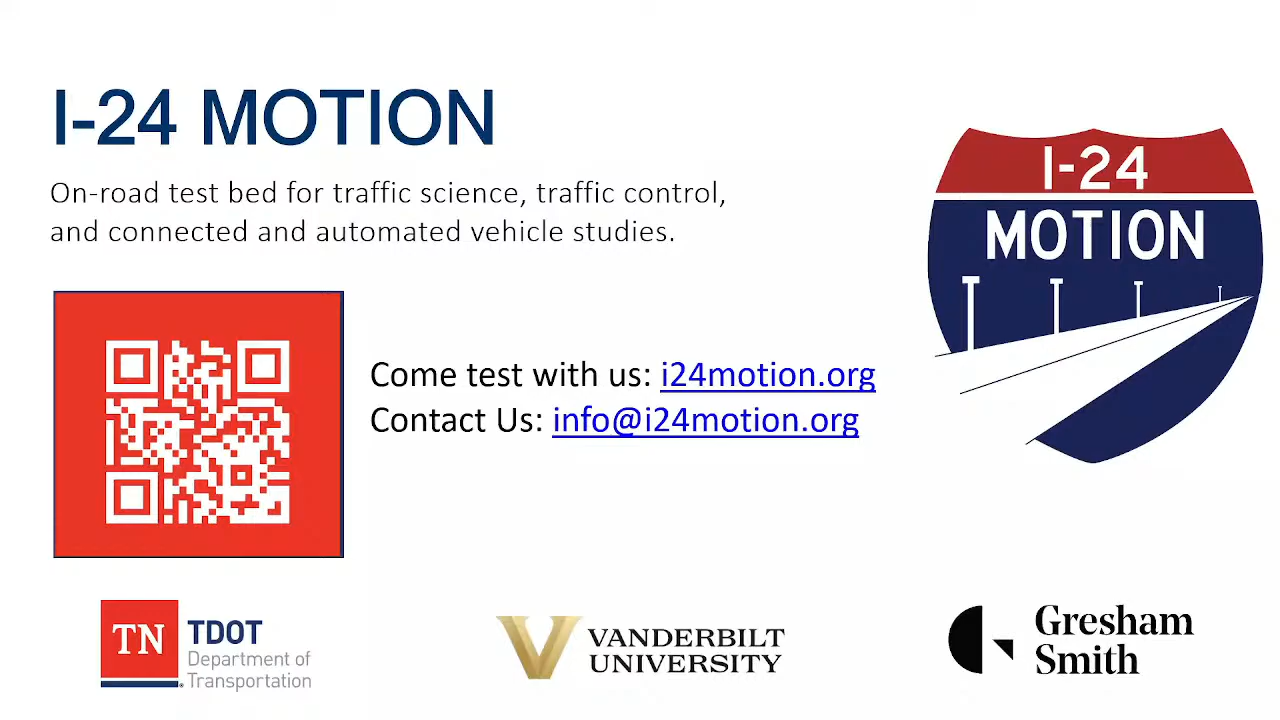 I-24 MOTION
On-road test bed for traffic science, traffic control,
and connected and automated vehicle studies.
I-24
MOTION
Come test with us: i24motion.org
Contact Us: info@i24motion.org
TN
TDOT
Department of
Transportation
V
VANDERBILT
UNIVERSITY
Gresham
Smith